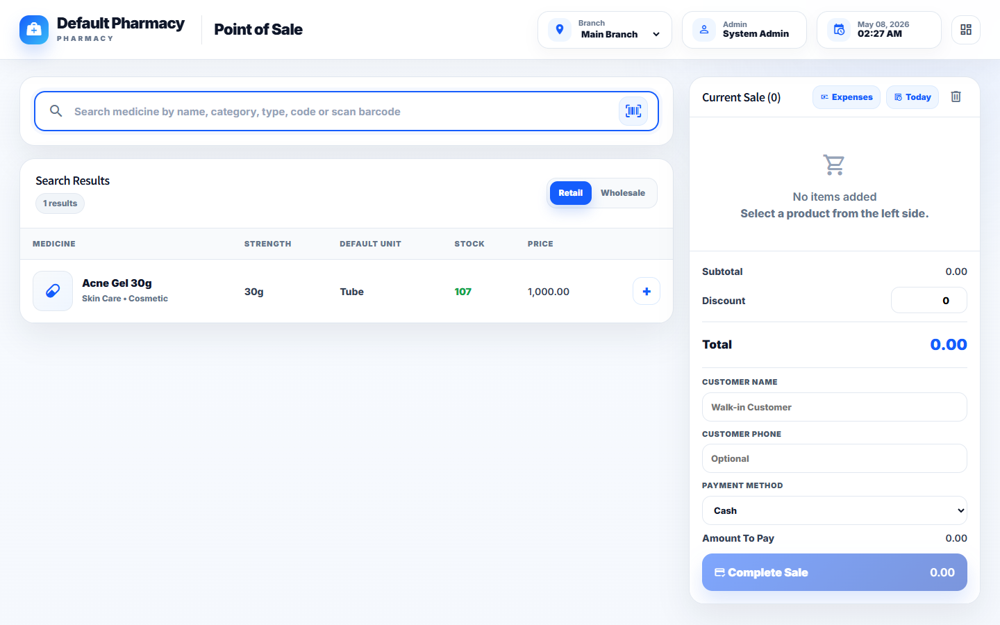 Default Pharmacy
PHARMACY
Point of Sale
Branch
Main Branch
Admin
System Admin
May 08, 2026
02:27 AM
Search medicine by name, category, type, code or scan barcode
Search Results
1 results
Retail
Wholesale
MEDICINE STRENGTH DEFAULT UNIT STOCK PRICE
Acne Gel 30g
Skin Care • Cosmetic
30g Tube 107 1,000.00 +
Current Sale (0)
Expenses
Today
No items added
Select a product from the left side.
Subtotal 0.00
Discount 0
Total 0.00
CUSTOMER NAME
Walk-in Customer
CUSTOMER PHONE
Optional
PAYMENT METHOD
Cash
Amount To Pay 0.00
Complete Sale 0.00